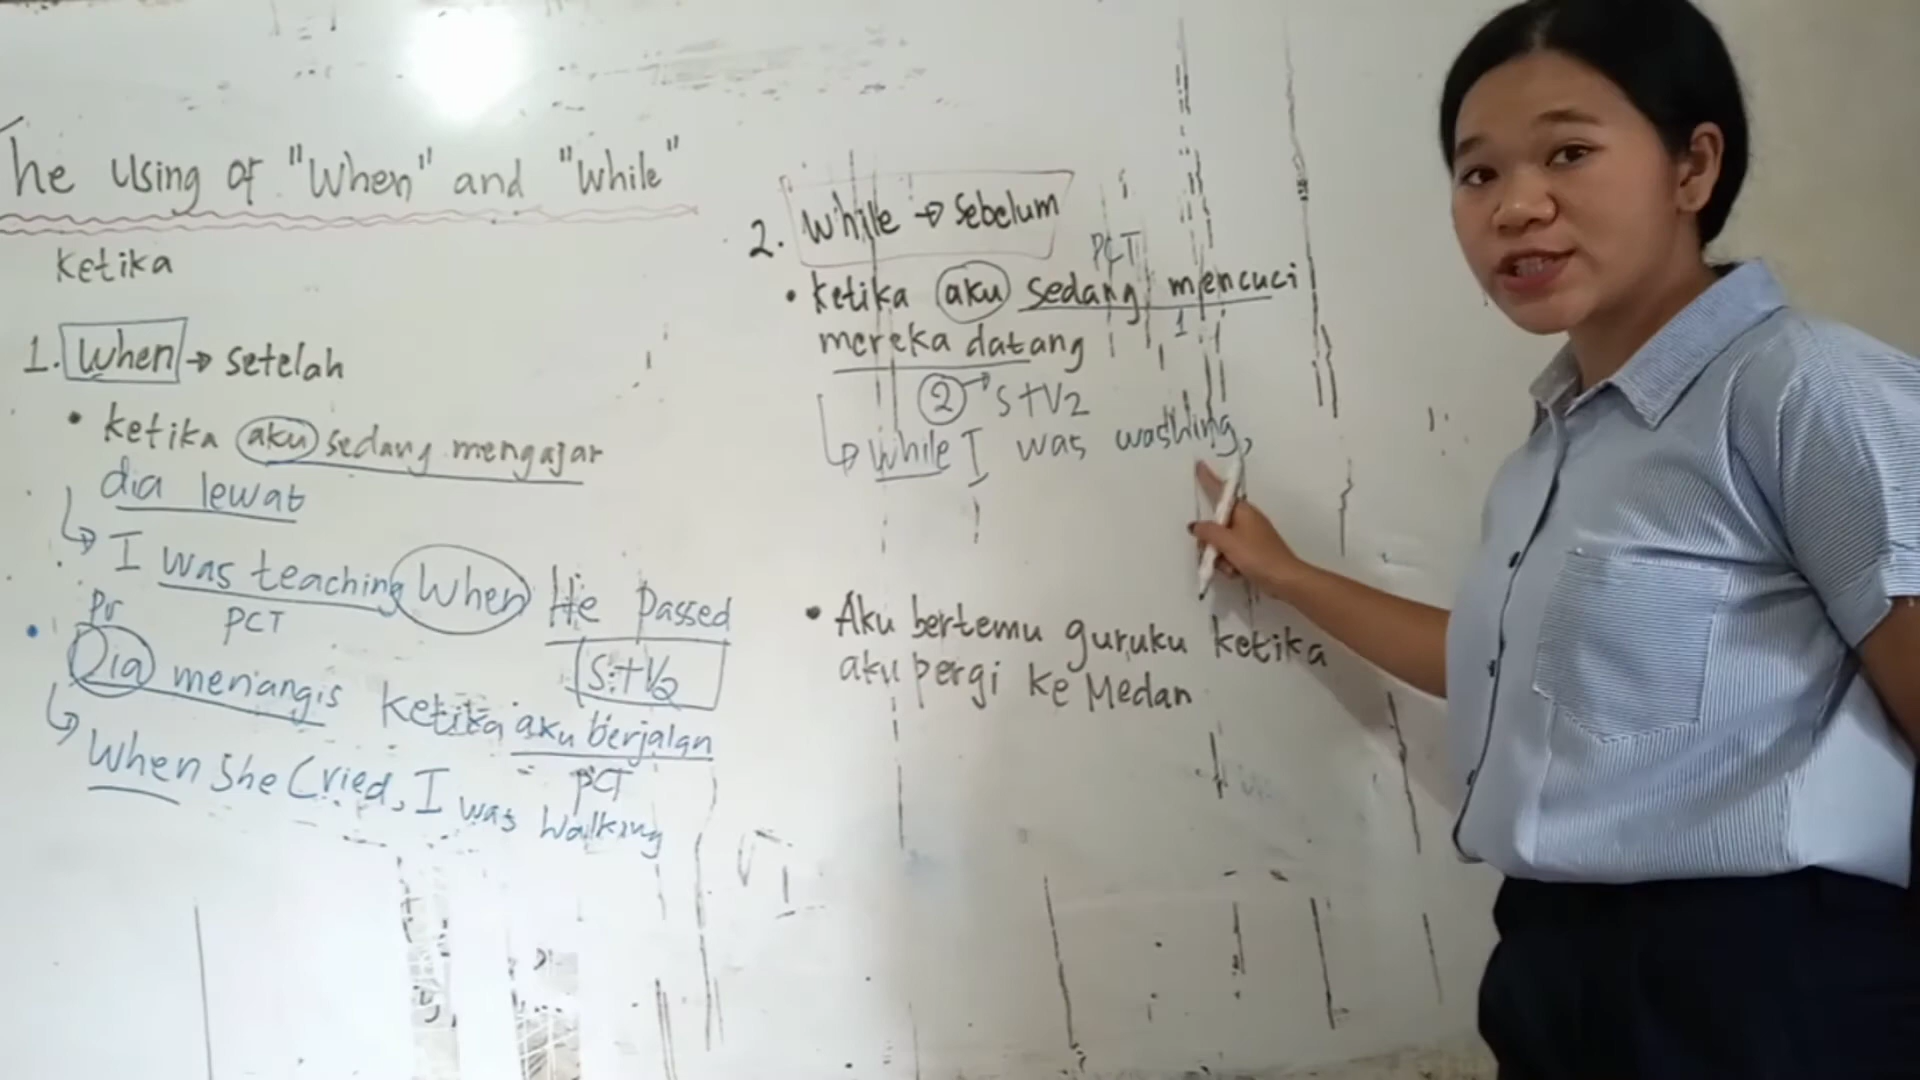 The Using of "When" and "While"
Ketika
1. When → setelah
• ketika aku sedang mengajar
dia lewat
↳ I was teaching When He Passed
PCT
S+V2
• Dia menangis ketika aku berjalan
PCT
↳ When She Cried, I was walking
2. While → sebelum
PCT
• ketika aku sedang mencuci
1
mereka datang
2 → S+V2
↳ While I was washing,
• Aku bertemu guruku ketika
aku pergi ke Medan